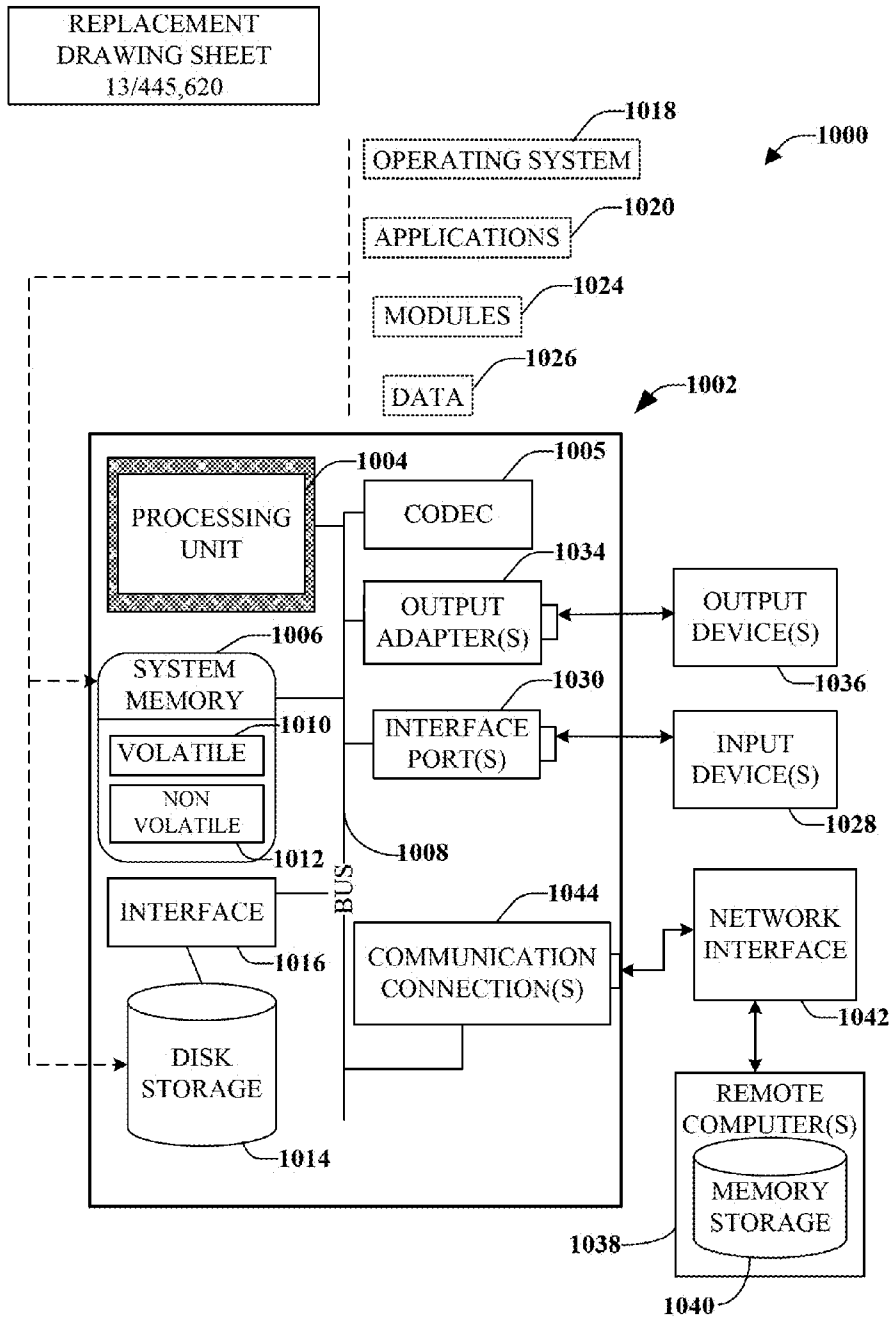 REPLACEMENT
DRAWING SHEET
13/445,620
1018
1000
OPERATING SYSTEM
1020
APPLICATIONS
1024
MODULES
1026
DATA
1002
1004
1005
PROCESSING
UNIT
CODEC
1034
OUTPUT
ADAPTER(S)
OUTPUT
DEVICE(S)
1036
1006
SYSTEM
MEMORY
1030
1010
VOLATILE
INTERFACE
PORT(S)
INPUT
DEVICE(S)
1028
NON
VOLATILE
1012
1008
BUS
1044
INTERFACE
1016
COMMUNICATION
CONNECTION(S)
NETWORK
INTERFACE
1042
DISK
STORAGE
1014
REMOTE
COMPUTER(S)
MEMORY
STORAGE
1038
1040